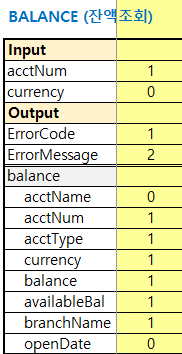 BALANCE (잔액조회)
Input
acctNum 1
currency 0
Output
ErrorCode 1
ErrorMessage 2
balance
acctName 0
acctNum 1
acctType 1
currency 1
balance 1
availableBal 1
branchName 1
openDate 0